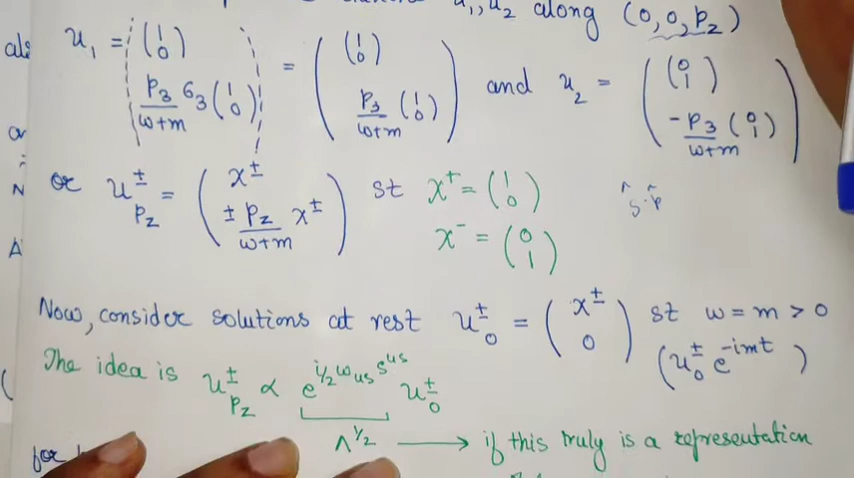 u₁, u₂ along (0, 0, p_z)
u₁ = ( (1 0) p₃/(ω+m) σ₃ (1 0) ) = ( (1 0) p₃/(ω+m) (1 0) ) and u₂ = ( (0 1) -p₃/(ω+m) (0 1) )
or u^±_{p_z} = ( χ^± ± p_z/(ω+m) χ^± ) st χ⁺ = (1 0)
χ⁻ = (0 1)
ŝ·p̂
Now, consider solutions at rest u^±_0 = ( χ^± 0 ) st ω = m > 0
(u^±_0 e^{-imt})
The idea is u^±_{p_z} ∝ e^{i/2 ω_{μν} S^{μν}} u^±_0
Λ^{1/2} → if this truly is a representation
for